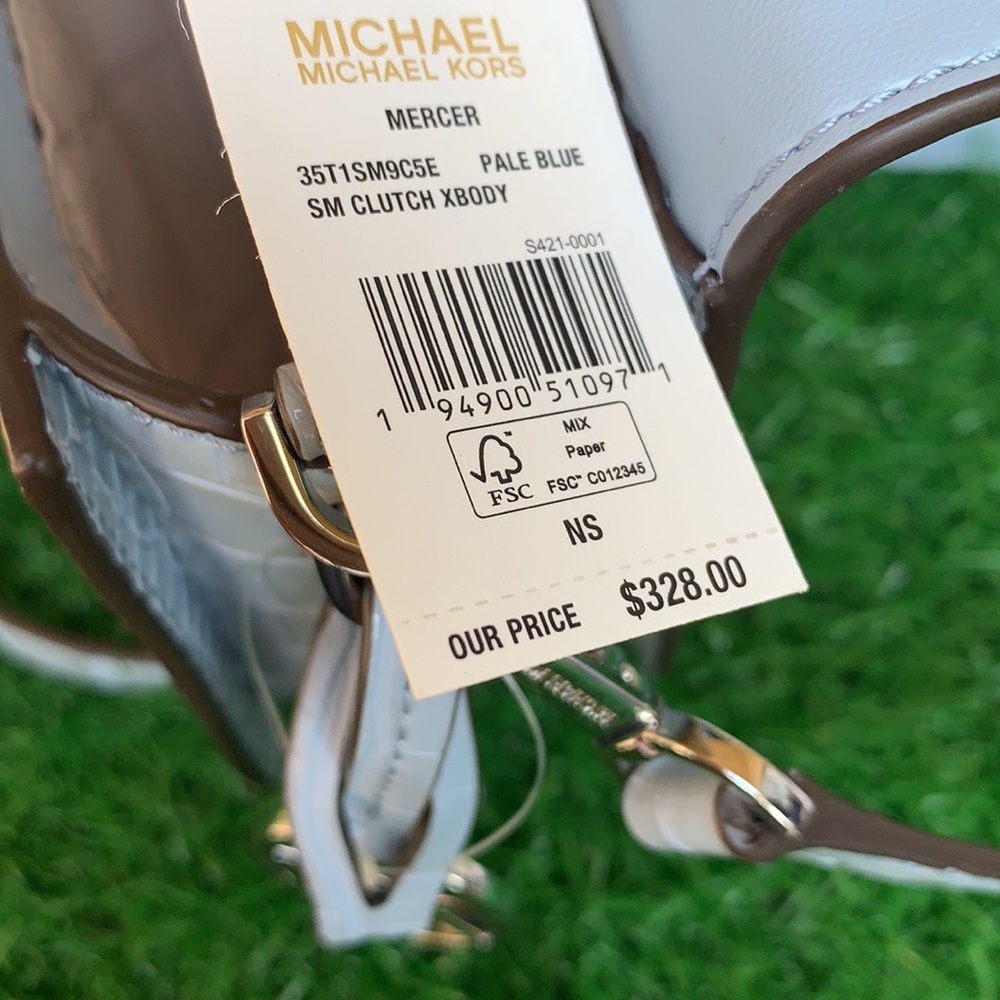 MICHAEL
MICHAEL KORS
MERCER
35T1SM9C5E PALE BLUE
SM CLUTCH XBODY
S421-0001
1 94900 51097 1
MIX
Paper
FSC™ C012345
FSC
NS
OUR PRICE $328.00